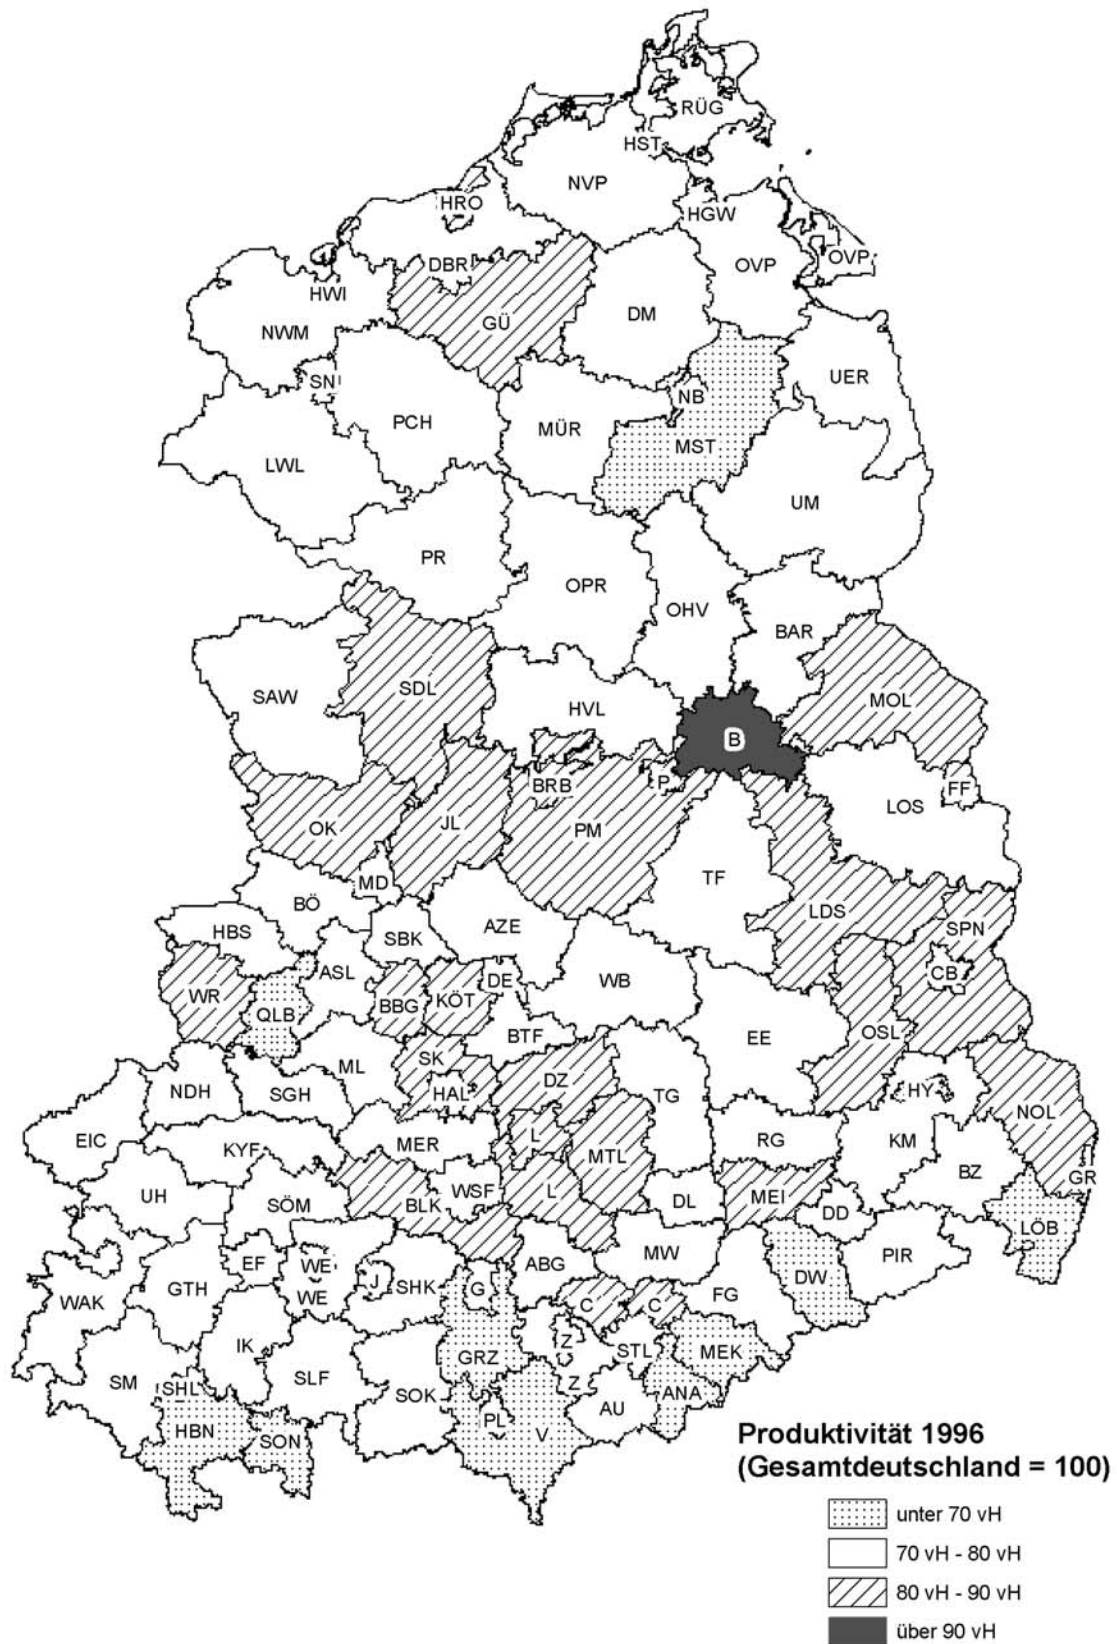 RÜG
HST
NVP
HRO
HGW
DBR
OVP
OVP
HWI
GÜ
DM
NWM
SN
UER
NB
PCH
MÜR
MST
LWL
UM
PR
OPR
OHV
BAR
SDL
SAW
MOL
HVL
B
BRB
P
FF
LOS
OK
JL
PM
MD
TF
BÖ
LDS
HBS
SBK
AZE
SPN
ASL
WB
CB
WR
BBG
KÖT
DE
QLB
BTF
EE
OSL
ML
SK
DZ
NDH
SGH
HAL
TG
HY
NOL
EIC
KYF
MER
L
RG
KM
MTL
BZ
GR
UH
SÖM
BLK
WSF
L
DL
MEI
DD
LÖB
EF
WE
ABG
MW
PIR
WAK
GTH
WE
J
SHK
G
C
C
FG
DW
IK
Z
STL
MEK
SM
SHL
SLF
SOK
GRZ
Z
ANA
HBN
SON
PL
V
AU
Produktivität 1996
(Gesamtdeutschland = 100)
unter 70 vH
70 vH - 80 vH
80 vH - 90 vH
über 90 vH